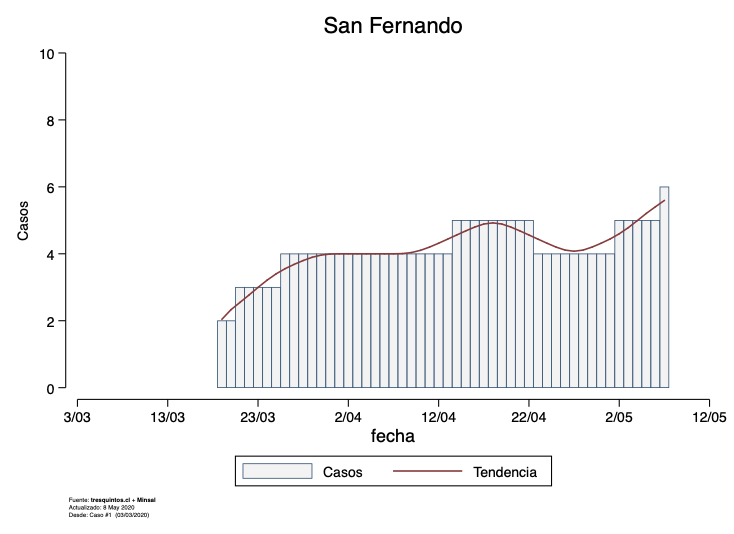 San Fernando
10
8
6
4
2
0
Casos
3/03 13/03 23/03 2/04 12/04 22/04 2/05 12/05
fecha
Casos Tendencia
Fuente: tresquintos.cl + Minsal
Actualizado: 8 May 2020
Desde: Caso #1 (03/03/2020)